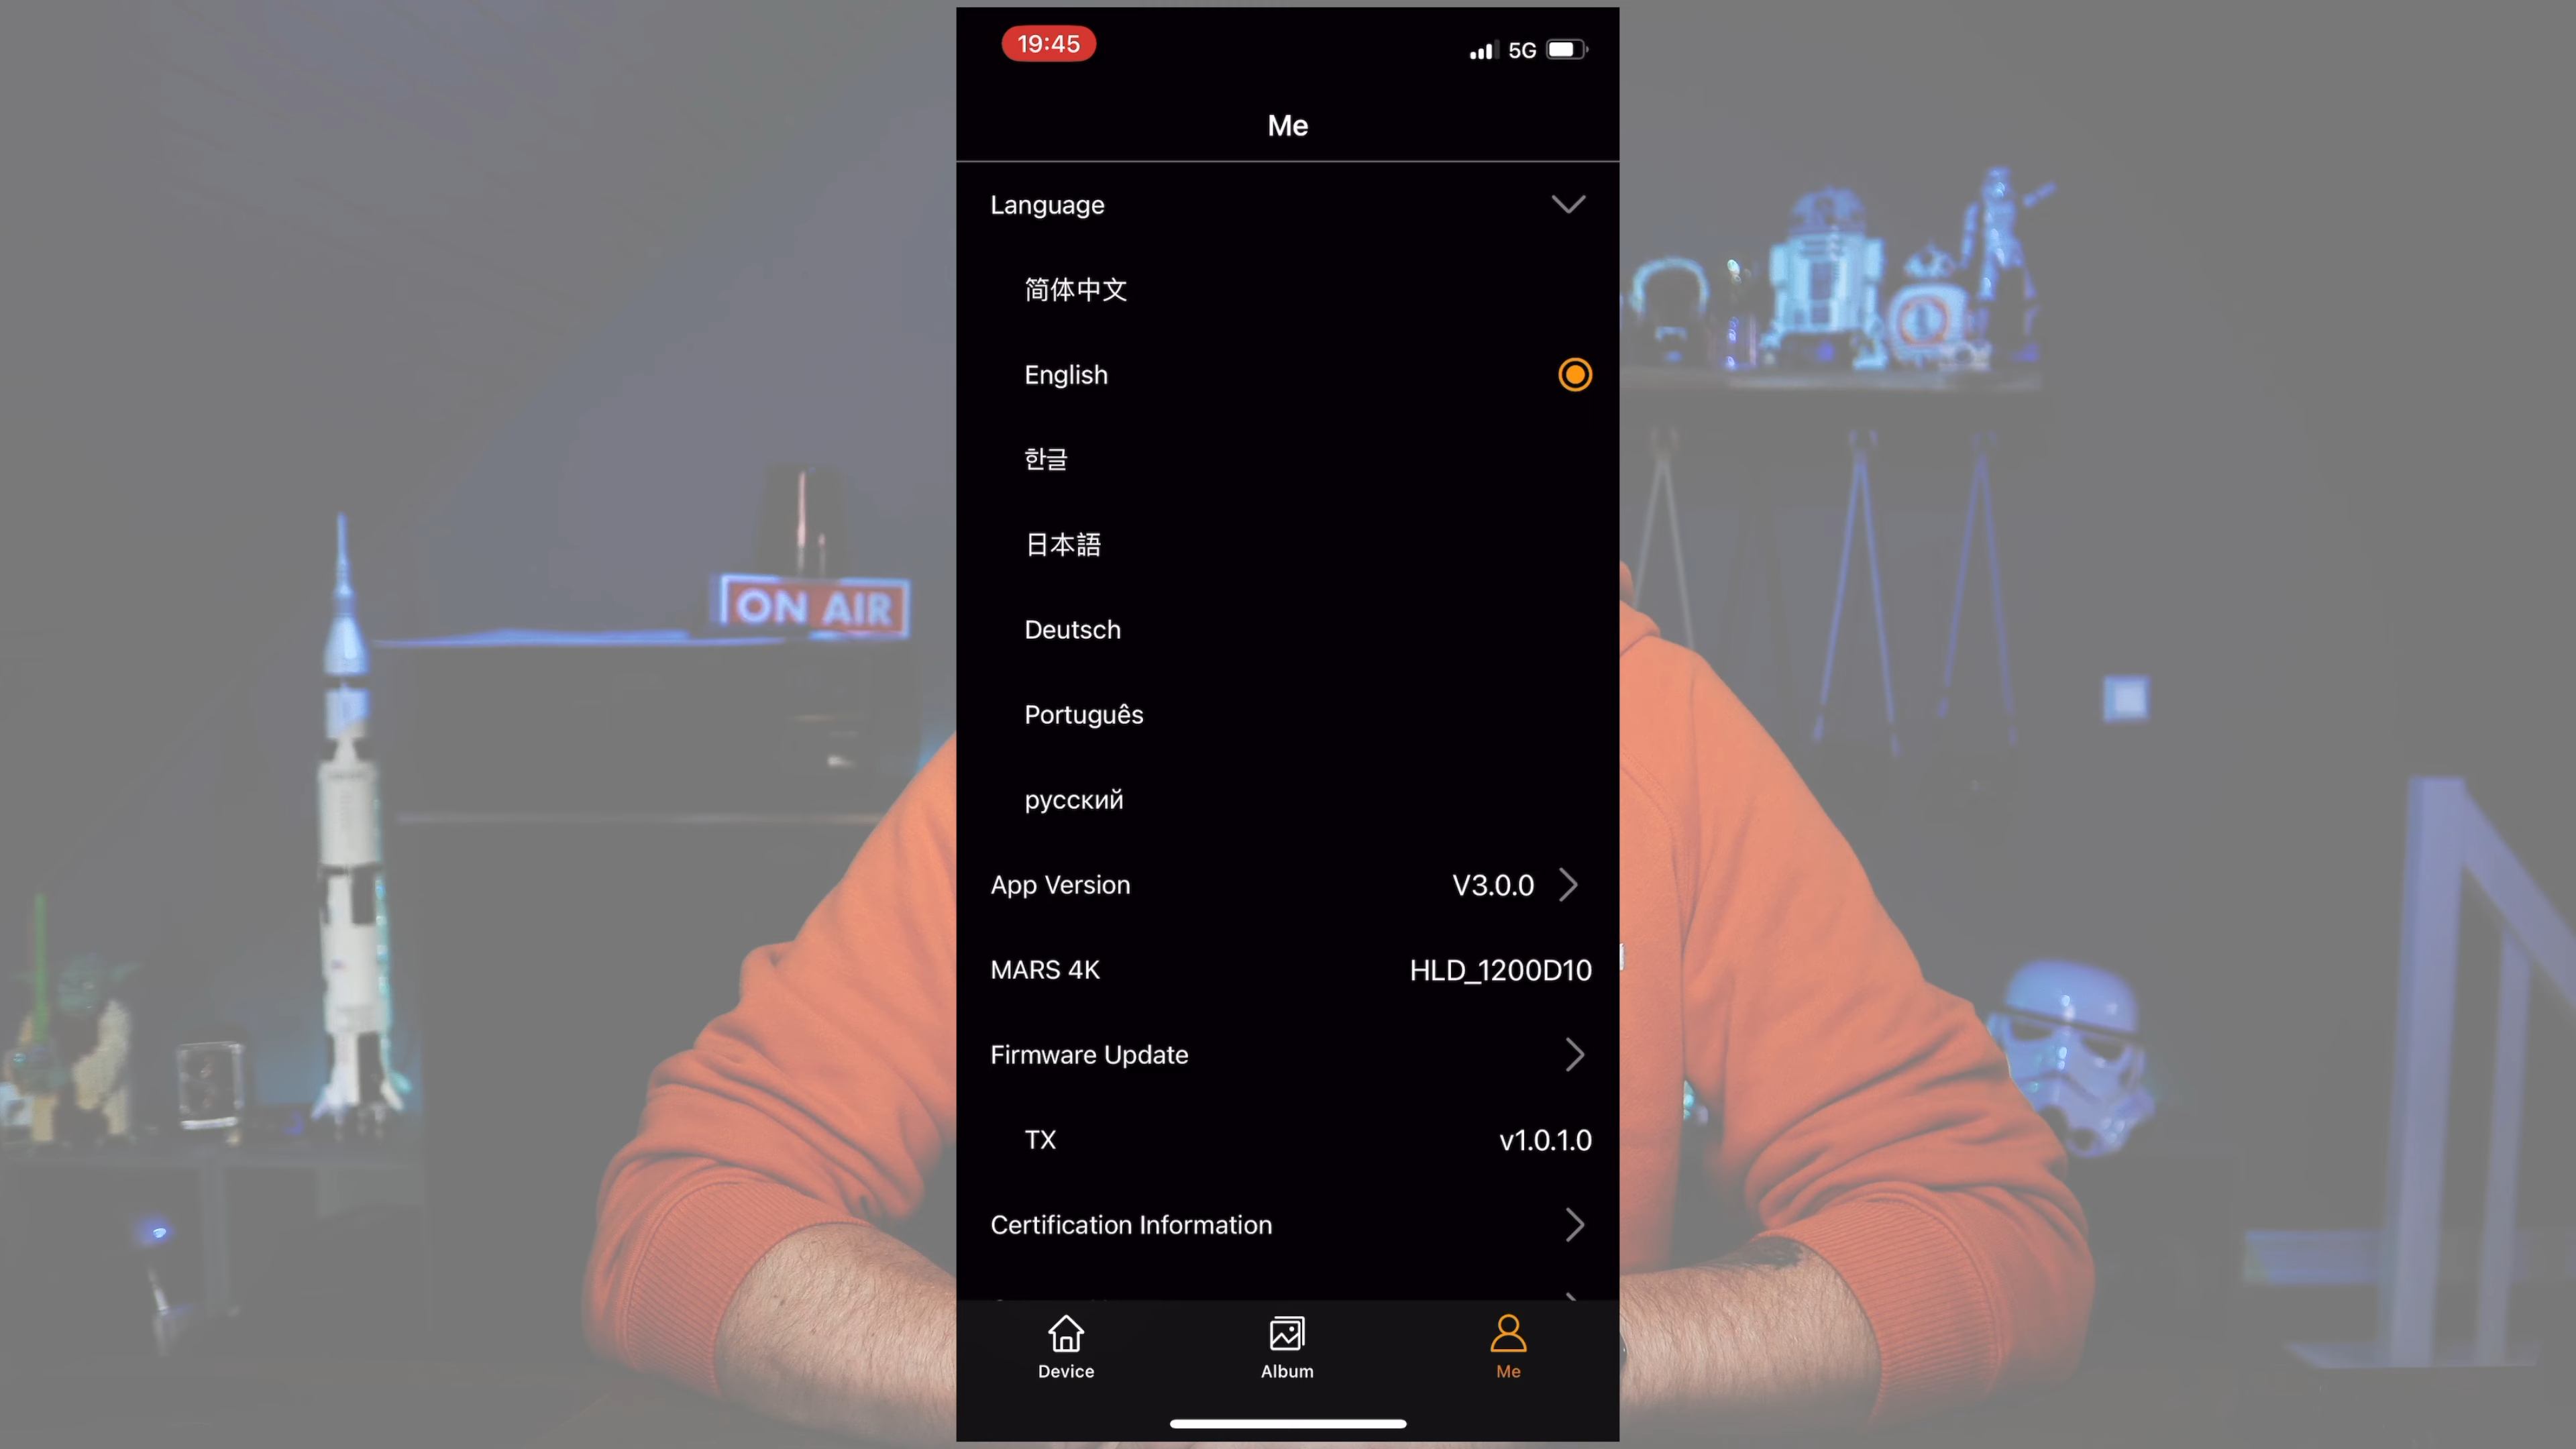 19:45
5G
Me
Language
简体中文
English
한글
日本語
Deutsch
Português
русский
App Version V3.0.0
MARS 4K HLD_1200D10
Firmware Update
TX v1.0.1.0
Certification Information
Device Album Me
ON AIR